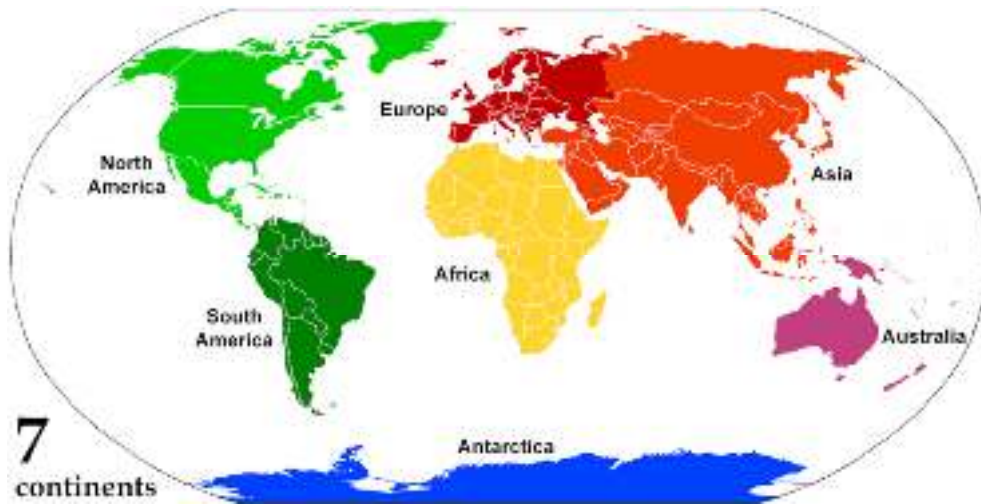 Europe
North
America
Asia
Africa
South
America
Australia
Antarctica
7
continents